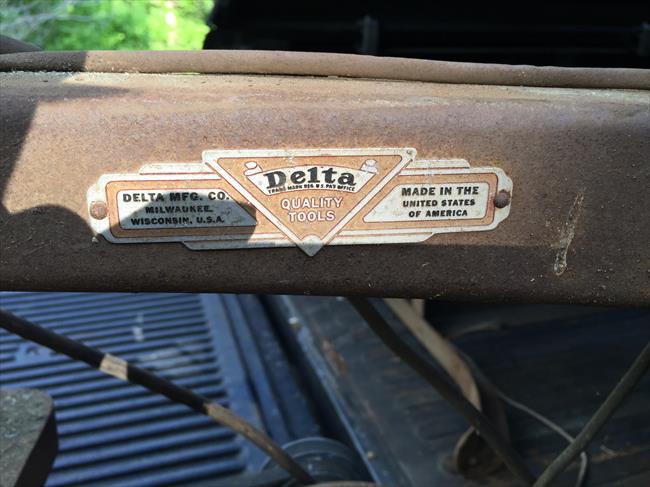 DELTA MFG. CO.
MILWAUKEE,
WISCONSIN, U.S.A.
Delta
TRADE MARK REG. U.S. PAT. OFFICE
QUALITY
TOOLS
MADE IN THE
UNITED STATES
OF AMERICA